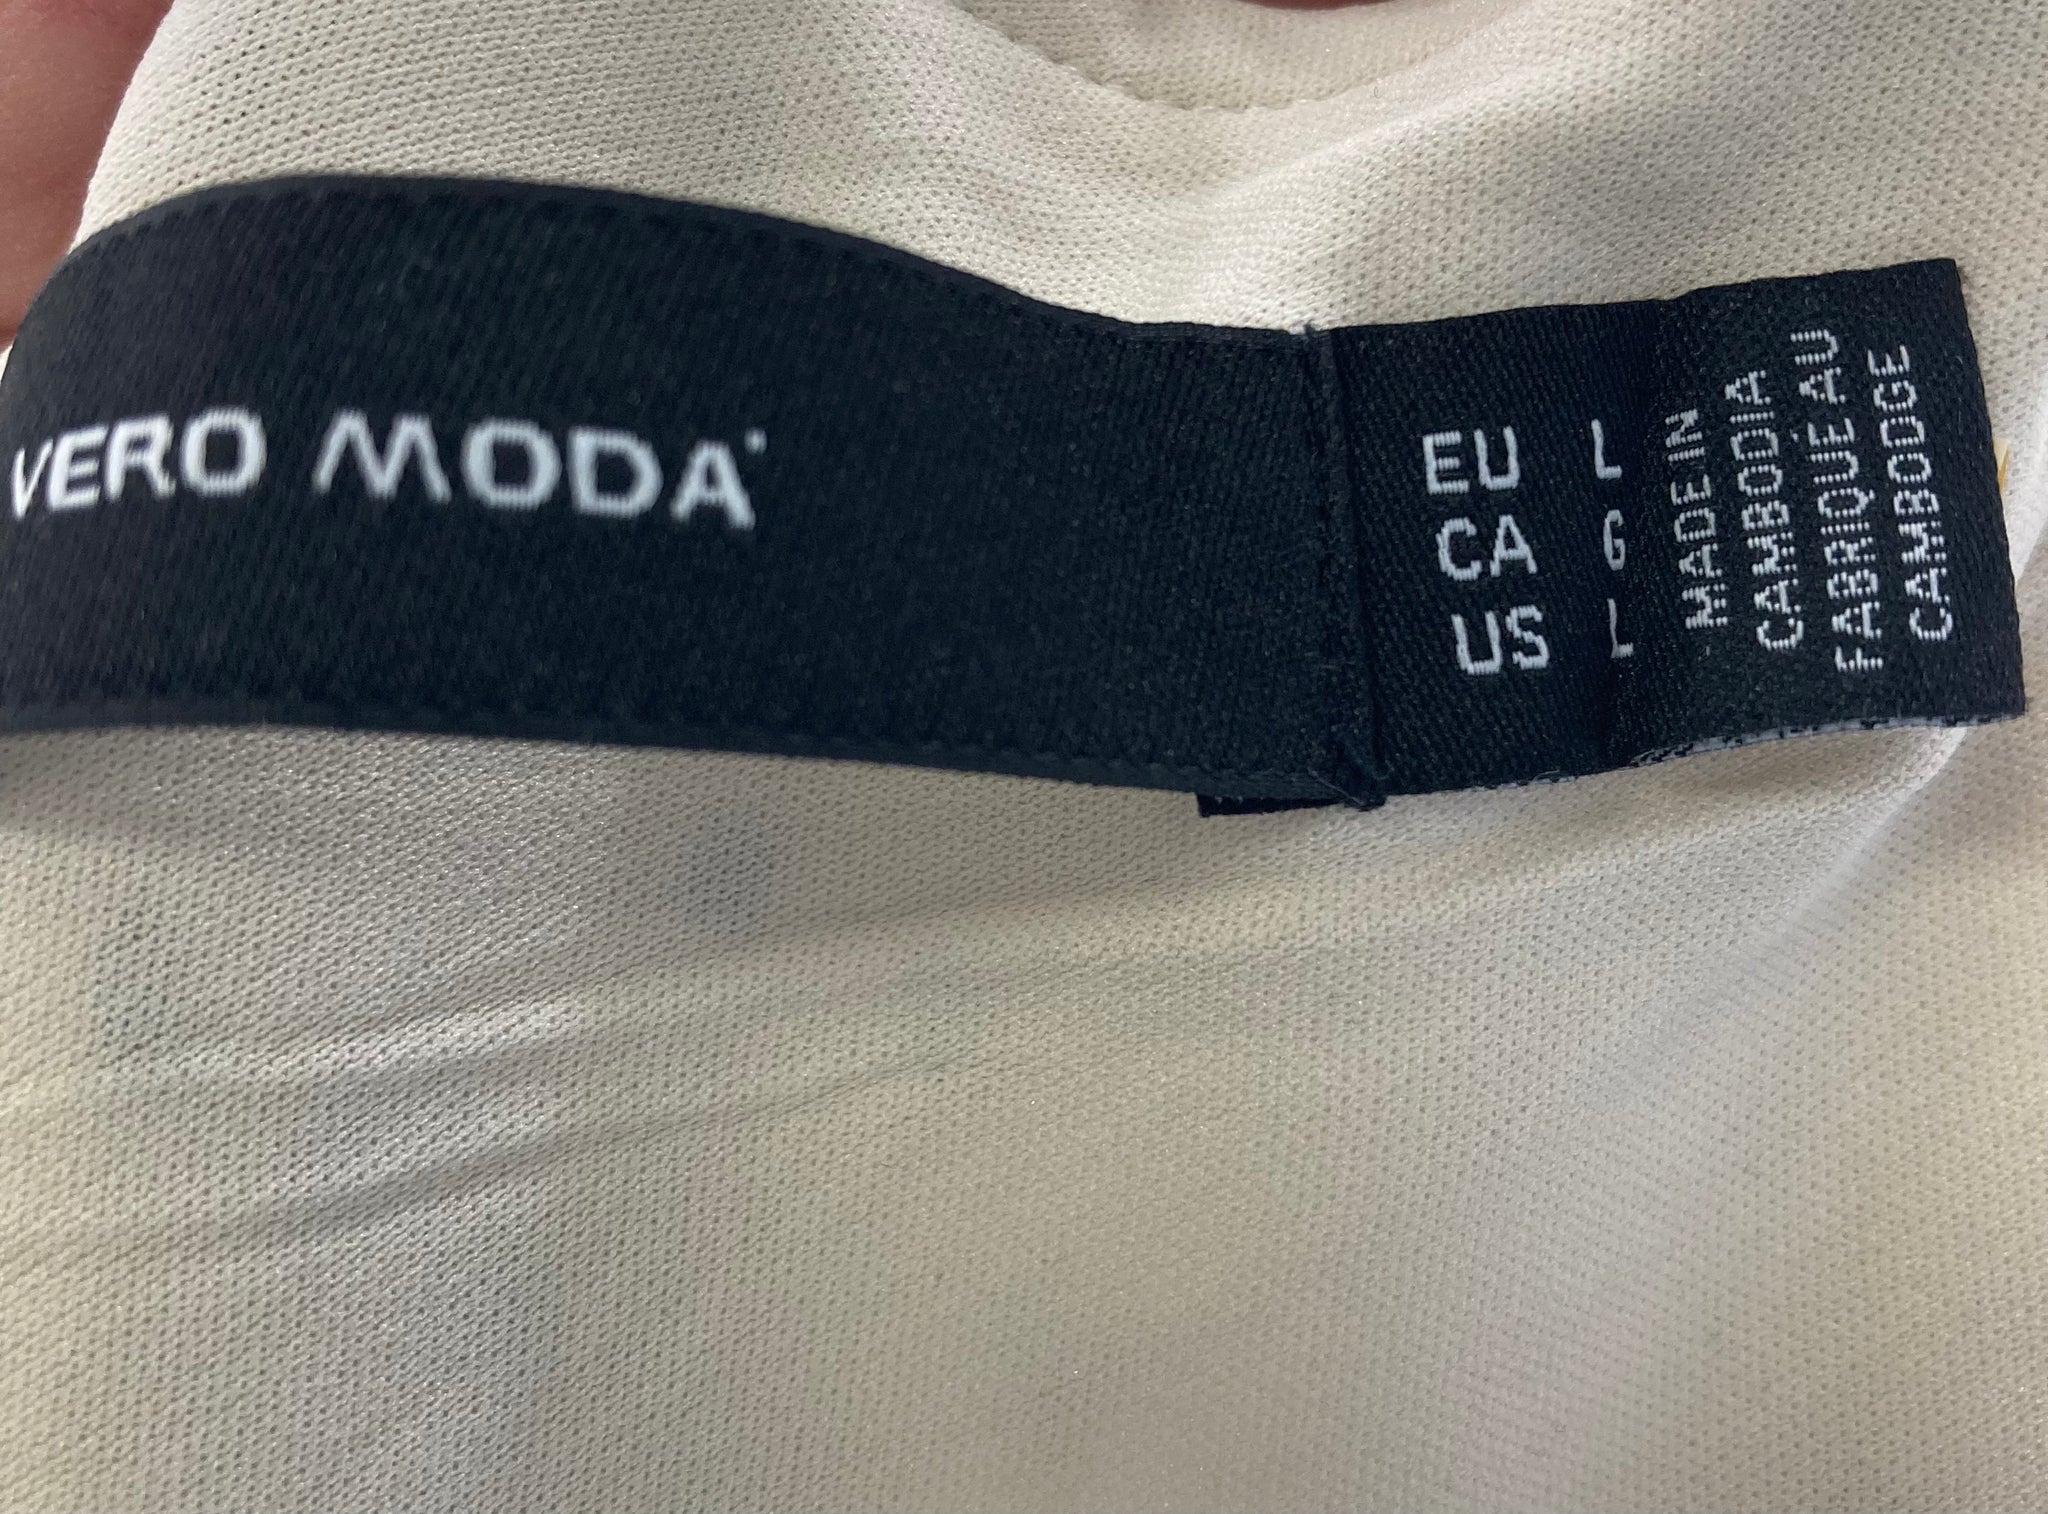 VERO MODA
EU L
CA G
US L
MADE IN
CAMBODIA
FABRIQUÉ AU
CAMBODGE